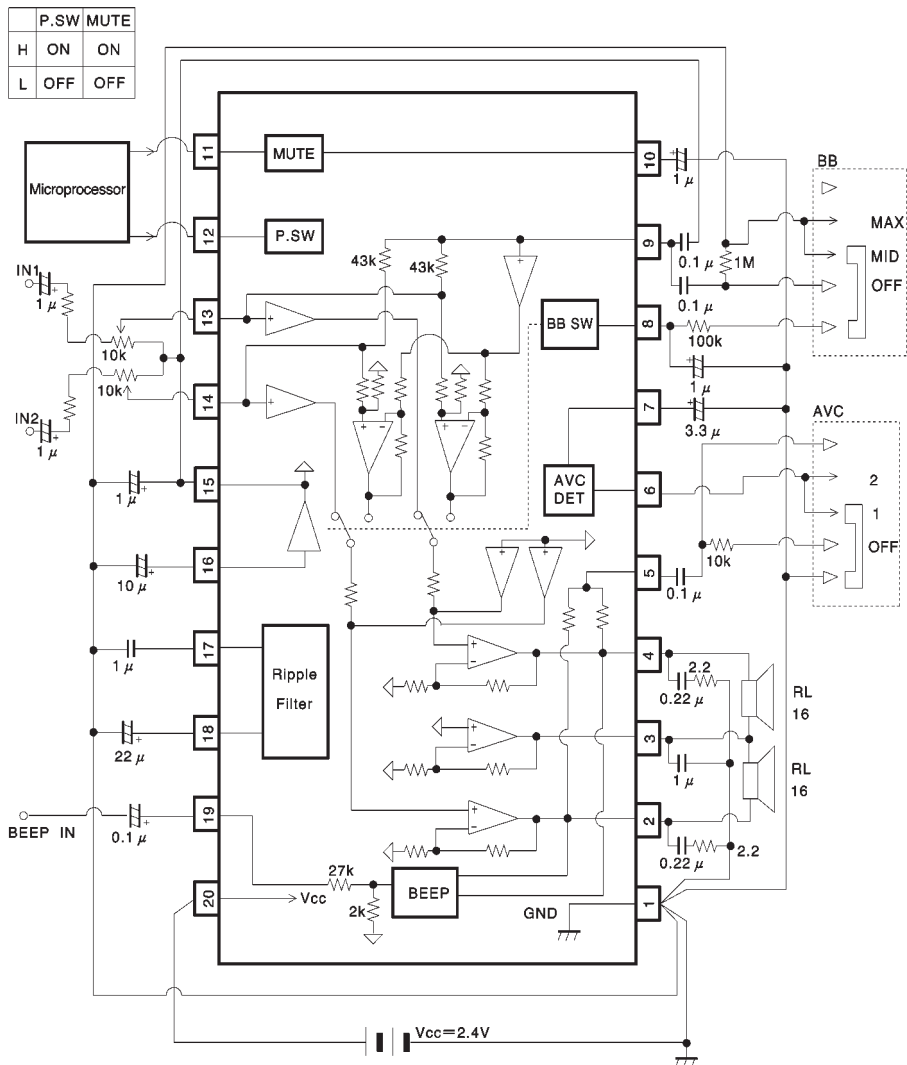 P.SW MUTE
H ON ON
L OFF OFF
Microprocessor
11
MUTE
12
P.SW
10
1 μ
BB
MAX
MID
OFF
43k
43k
9
0.1 μ
1M
0.1 μ
IN1
1 μ
13
10k
BB SW
8
100k
1 μ
10k
14
IN2
1 μ
7
3.3 μ
AVC
AVC
DET
6
2
1
OFF
1 μ
15
10k
10 μ
16
5
0.1 μ
1 μ
17
Ripple
Filter
4
2.2
0.22 μ
RL
16
22 μ
18
3
1 μ
RL
16
BEEP IN
0.1 μ
19
2
0.22 μ
2.2
27k
BEEP
20
Vcc
2k
GND
1
Vcc=2.4V